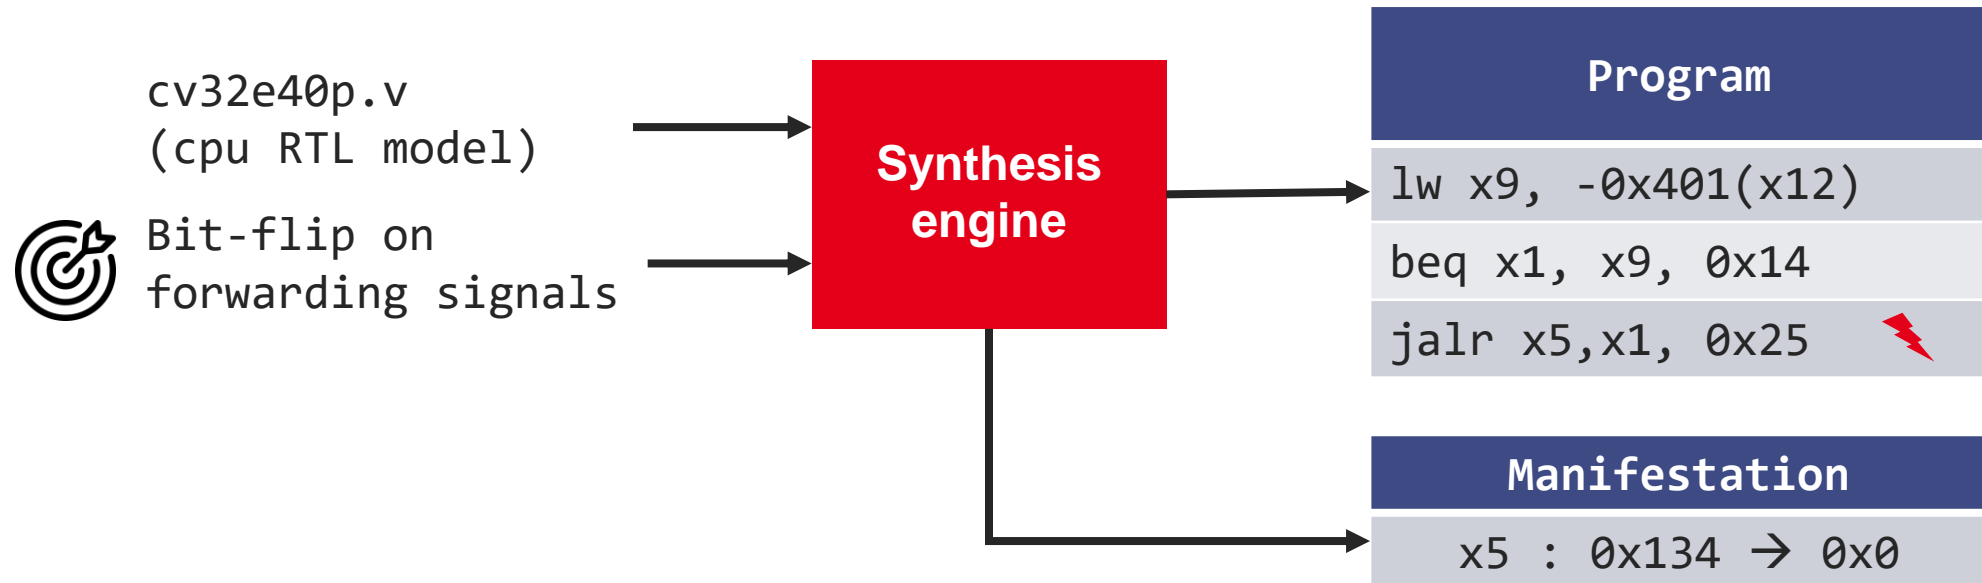 cv32e40p.v
(cpu RTL model)
Bit-flip on
forwarding signals
Synthesis
engine
Program
lw x9, -0x401(x12)
beq x1, x9, 0x14
jalr x5,x1, 0x25
Manifestation
x5 : 0x134 → 0x0